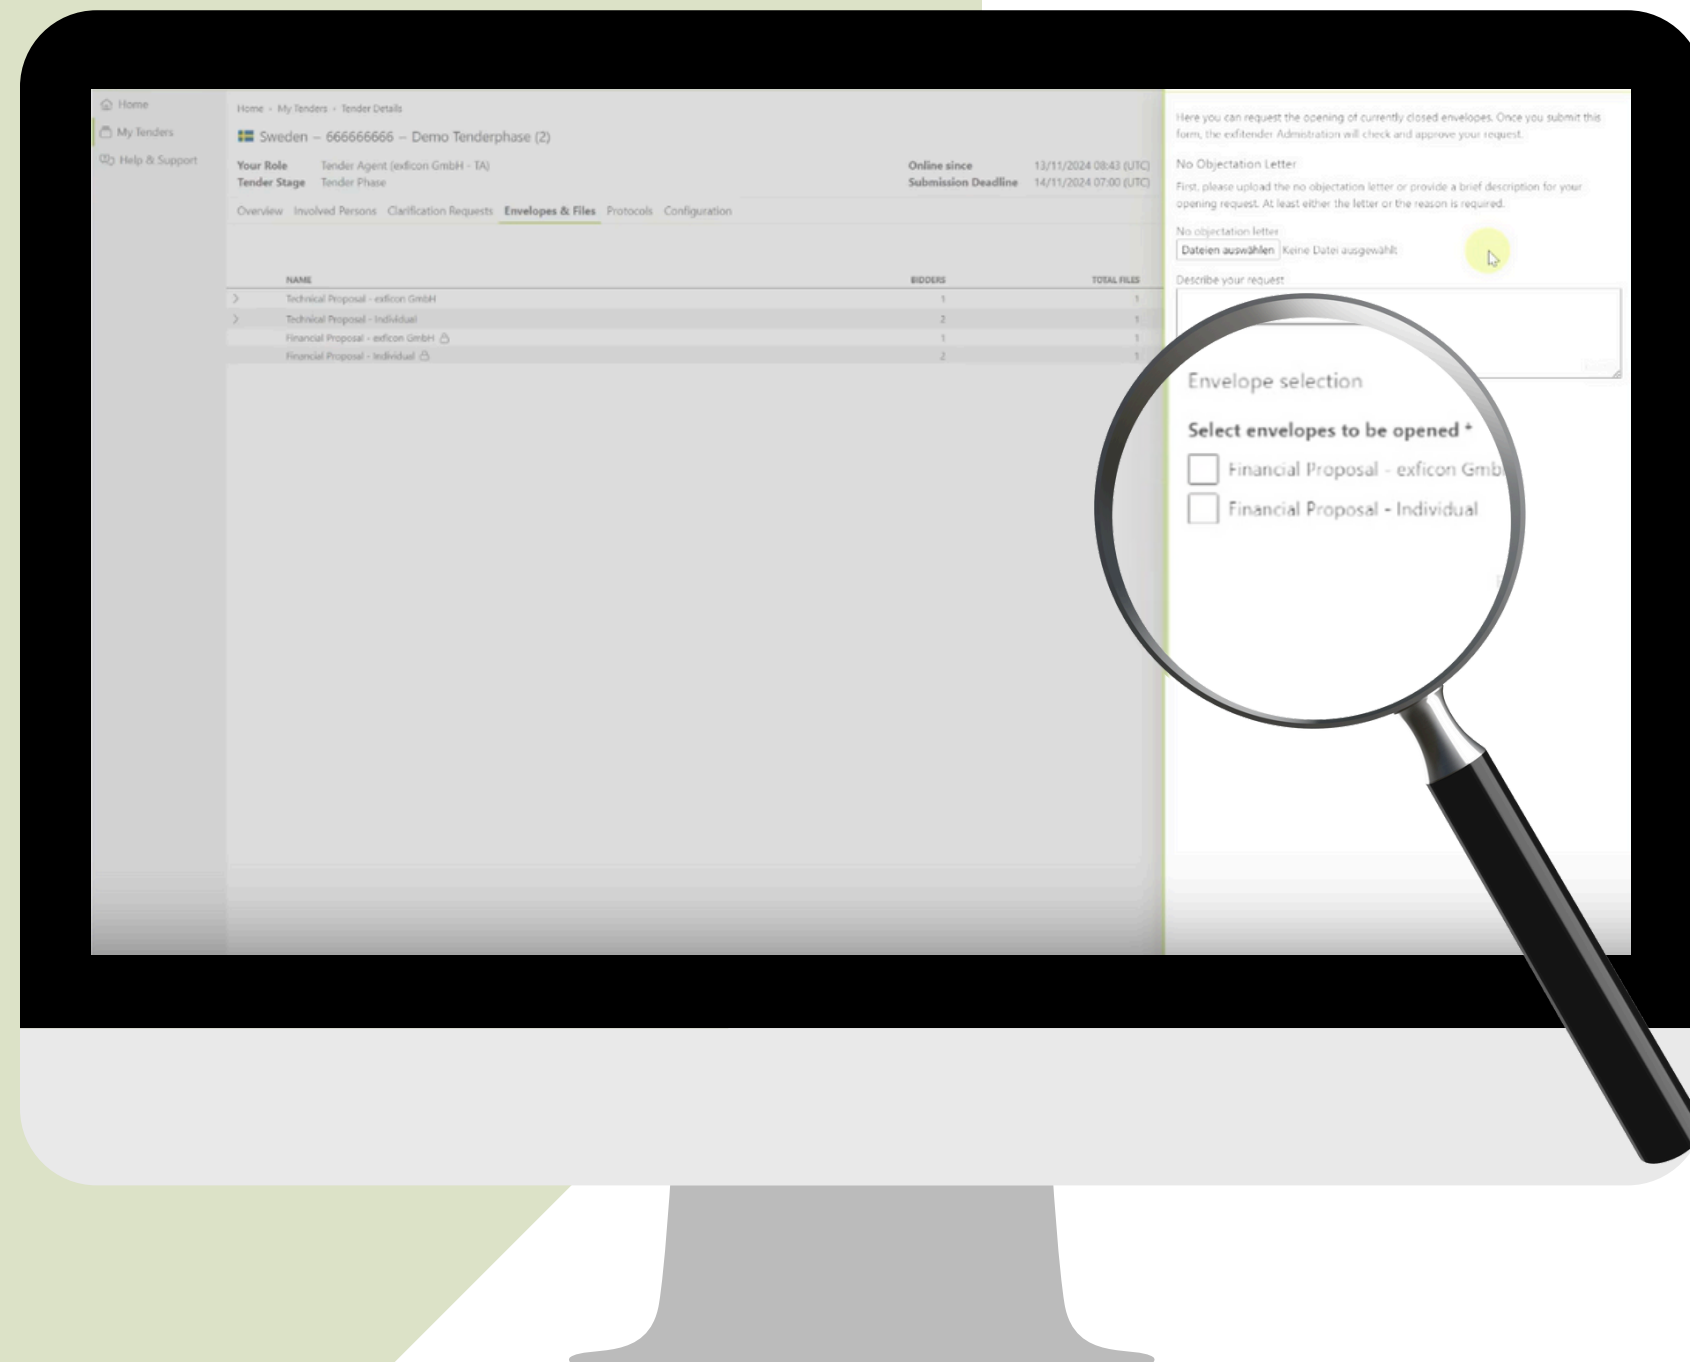 Home
My Tenders
Help & Support
Home - My Tenders - Tender Details
Sweden – 666666666 – Demo Tenderphase (2)
Your Role Tender Agent (exficon GmbH - TA)
Tender Stage Tender Phase
Online since 13/11/2024 08:43 (UTC)
Submission Deadline 14/11/2024 07:00 (UTC)
Overview Involved Persons Clarification Requests Envelopes & Files Protocols Configuration
NAME BIDDERS TOTAL FILES
Technical Proposal - exficon GmbH 1 1
Technical Proposal - Individual 2 1
Financial Proposal - exficon GmbH 1 1
Financial Proposal - Individual 2 1
Here you can request the opening of currently closed envelopes. Once you submit this
form, the exfitender Admistration will check and approve your request.
No Objectation Letter
First, please upload the no objectation letter or provide a brief description for your
opening request. At least either the letter or the reason is required.
No objectation letter
Dateien auswählen Keine Datei ausgewählt
Describe your request
Envelope selection
Select envelopes to be opened *
Financial Proposal - exficon Gmb
Financial Proposal - Individual